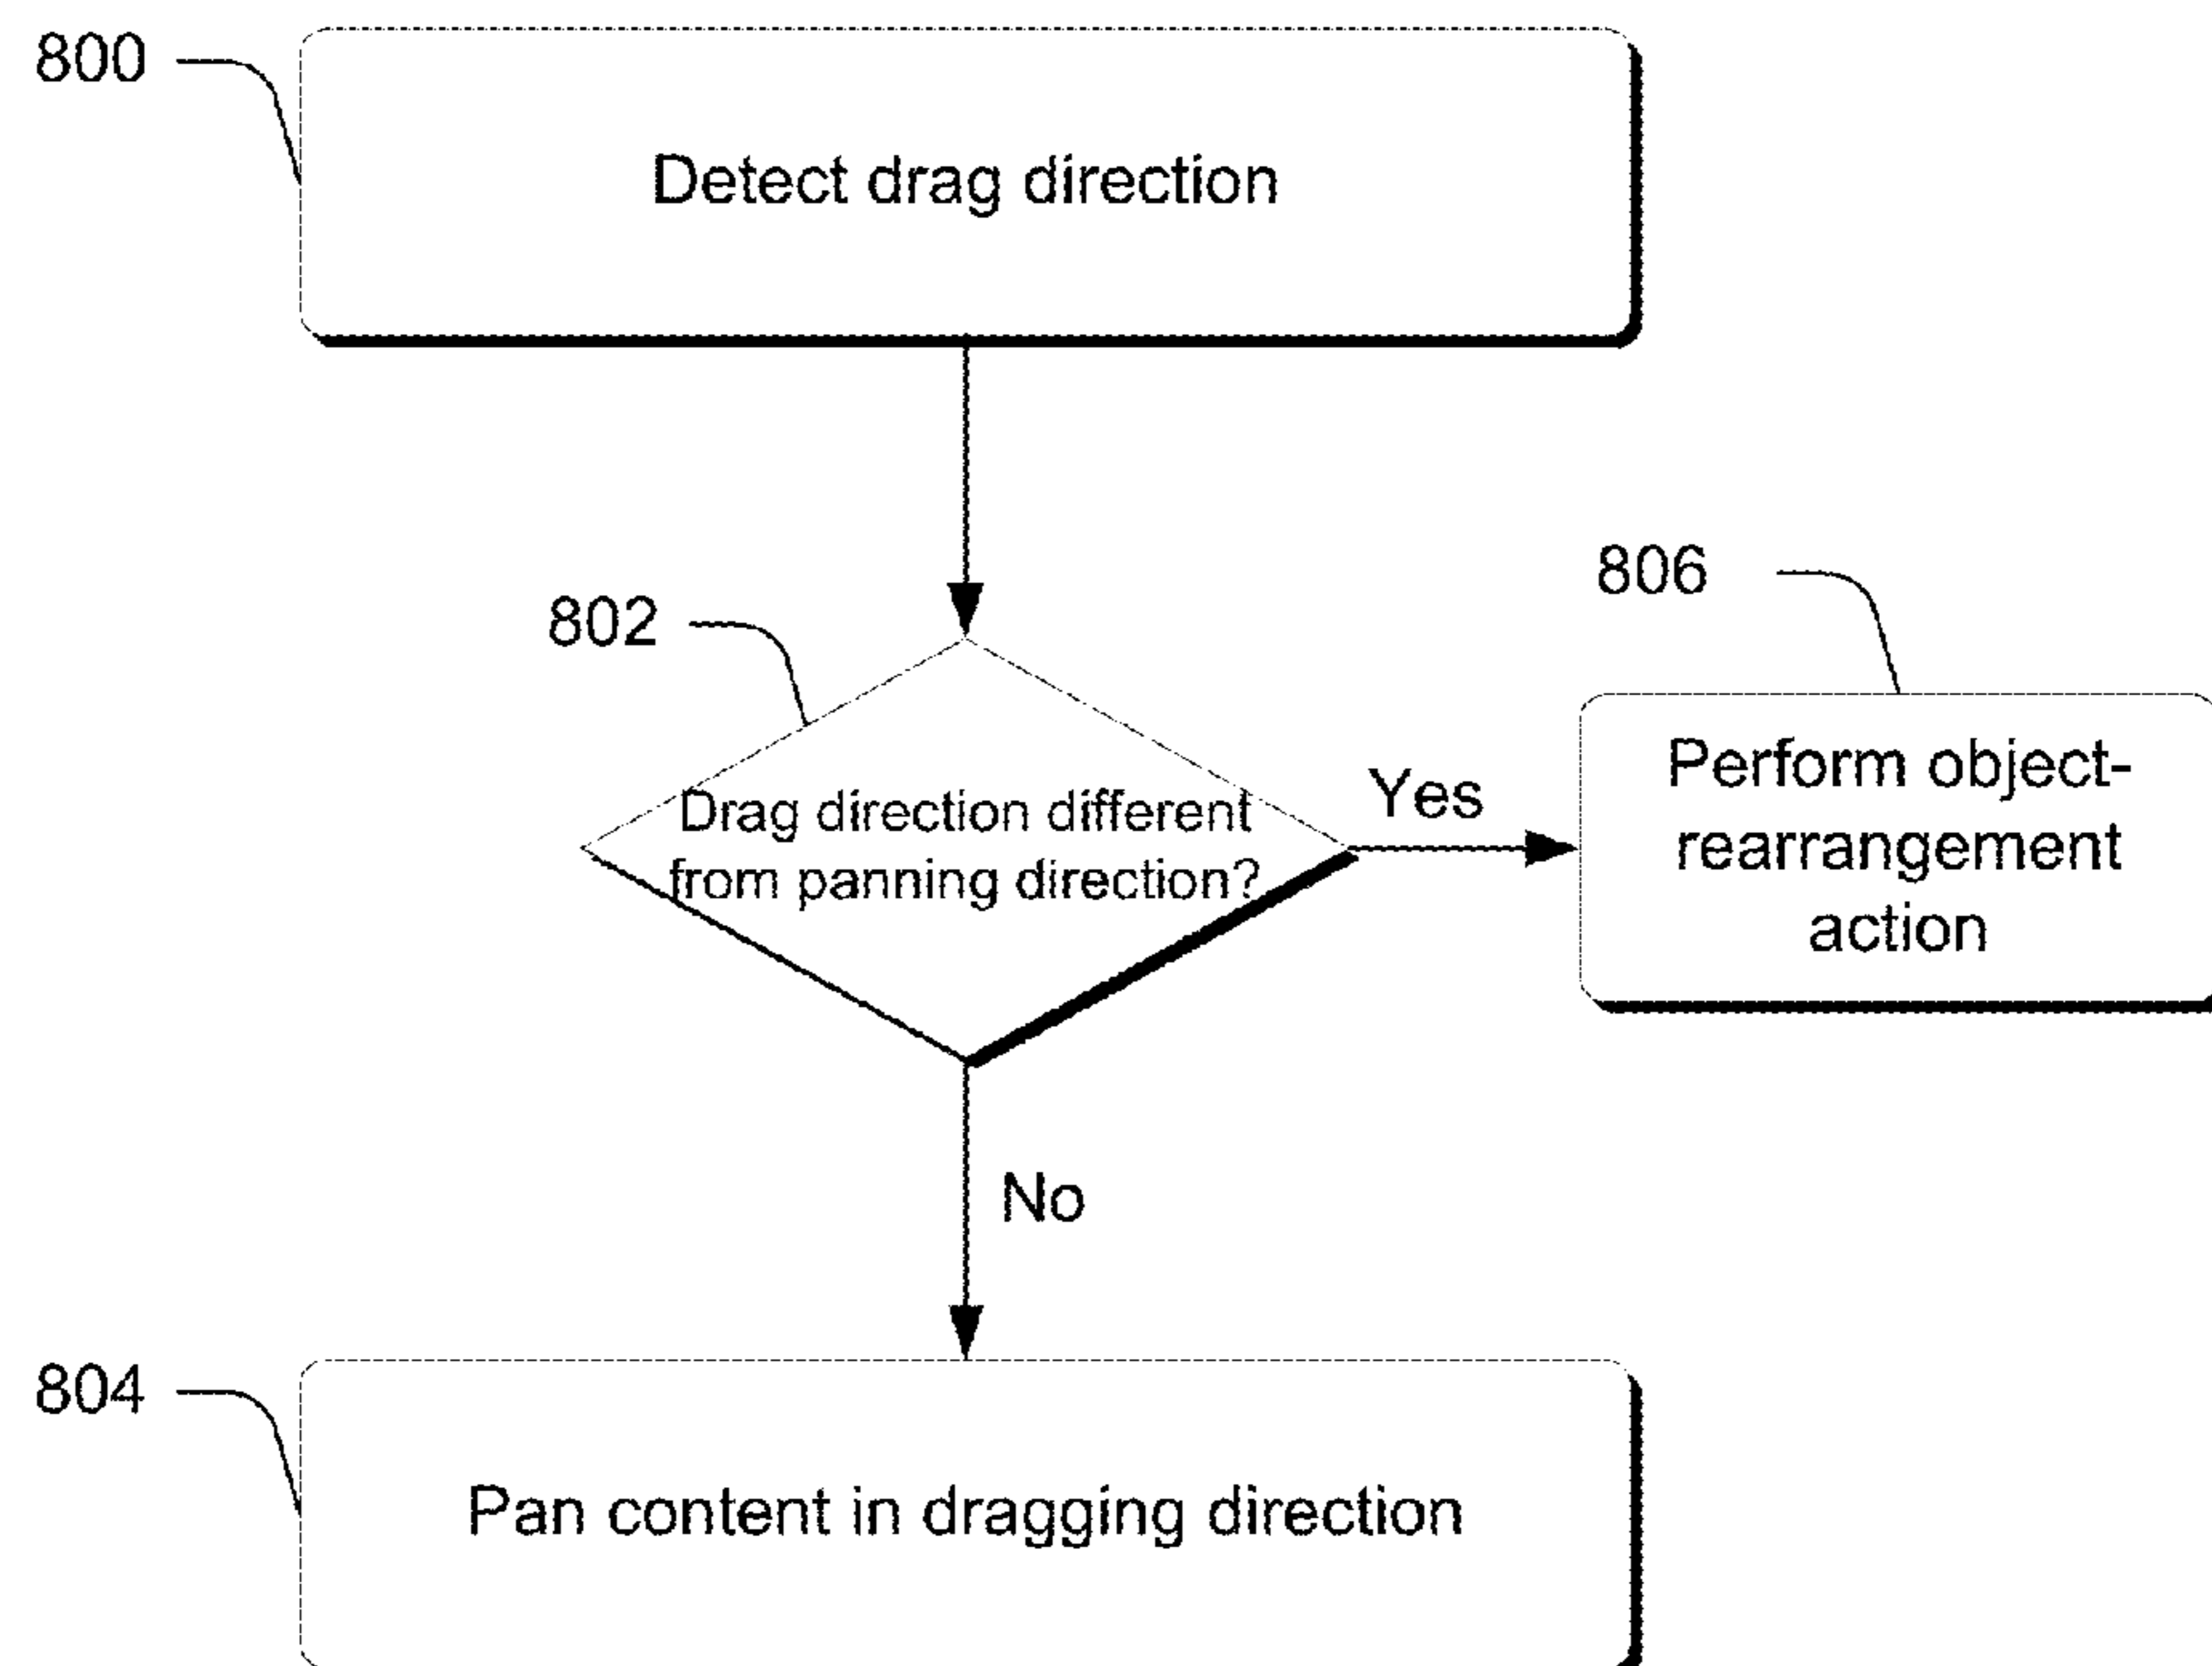 800
Detect drag direction
802
806
Drag direction different
from panning direction?
Yes
Perform object-
rearrangement
action
No
804
Pan content in dragging direction